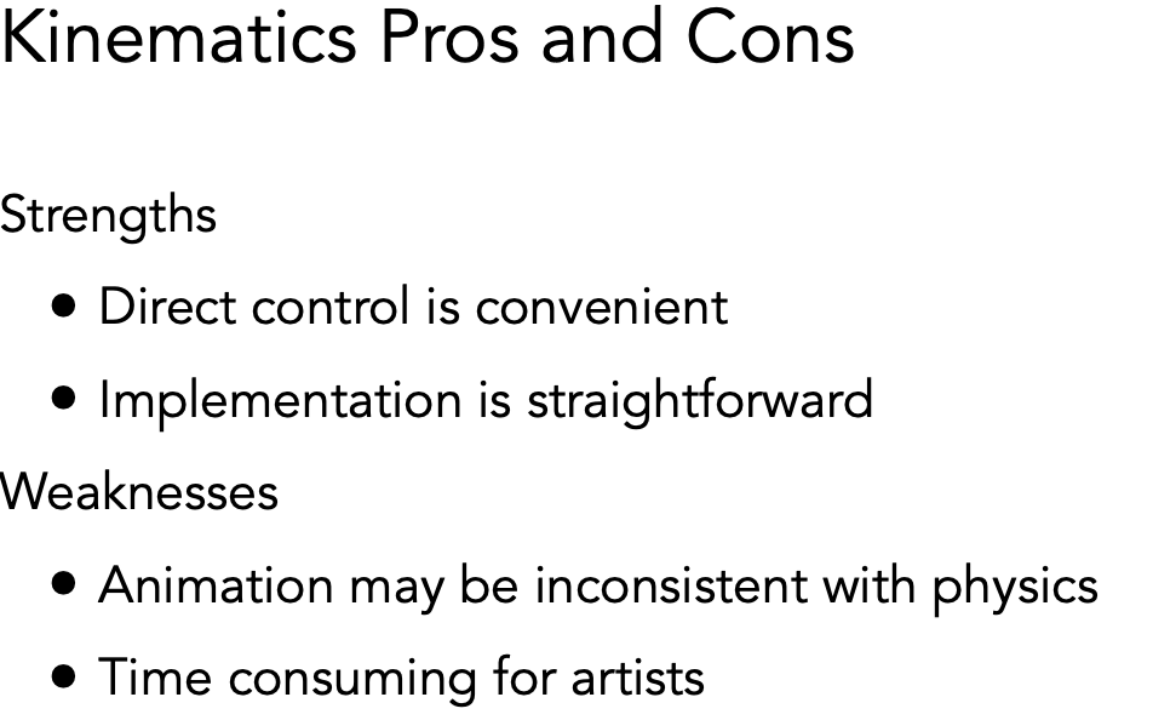 Kinematics Pros and Cons
Strengths
• Direct control is convenient
• Implementation is straightforward
Weaknesses
• Animation may be inconsistent with physics
• Time consuming for artists